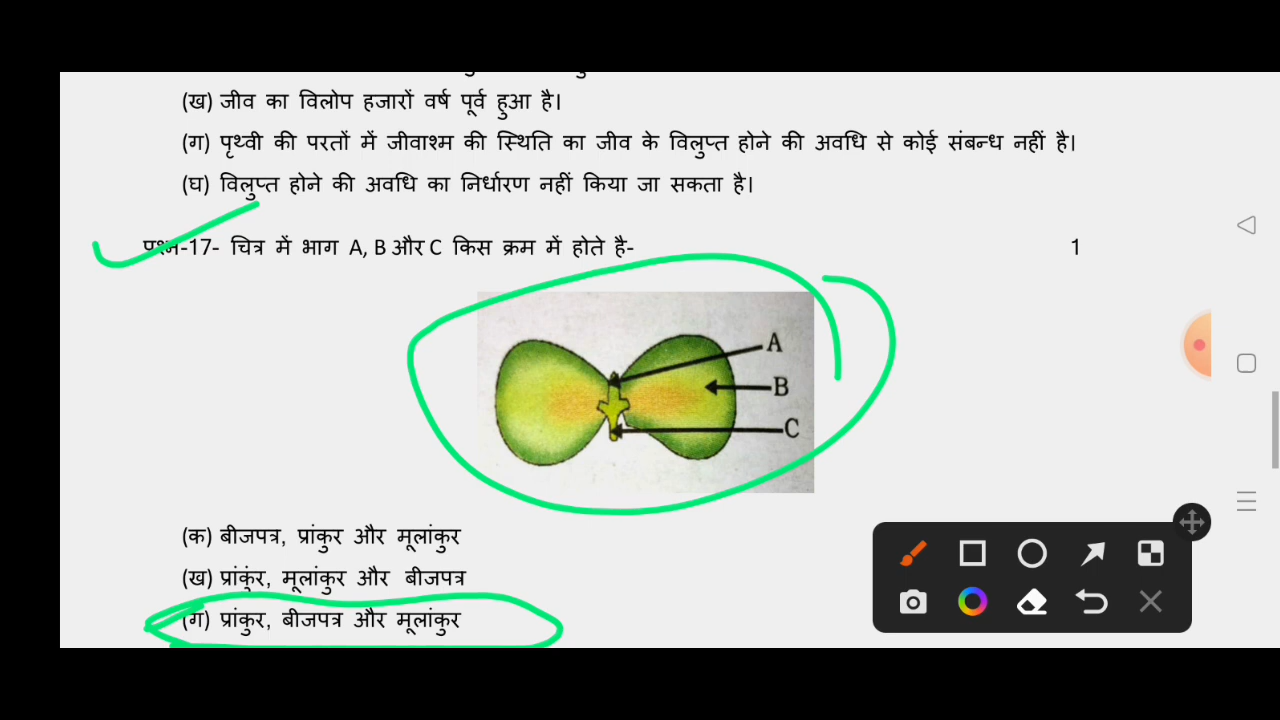 (ख) जीव का विलोप हजारों वर्ष पूर्व हुआ है।
(ग) पृथ्वी की परतों में जीवाश्म की स्थिति का जीव के विलुप्त होने की अवधि से कोई संबन्ध नहीं है।
(घ) विलुप्त होने की अवधि का निर्धारण नहीं किया जा सकता है।
प्रश्न-17- चित्र में भाग A, B और C किस क्रम में होते है- 1
A
B
C
(क) बीजपत्र, प्रांकुर और मूलांकुर
(ख) प्रांकुंर, मूलांकुर और बीजपत्र
(ग) प्रांकुर, बीजपत्र और मूलांकुर